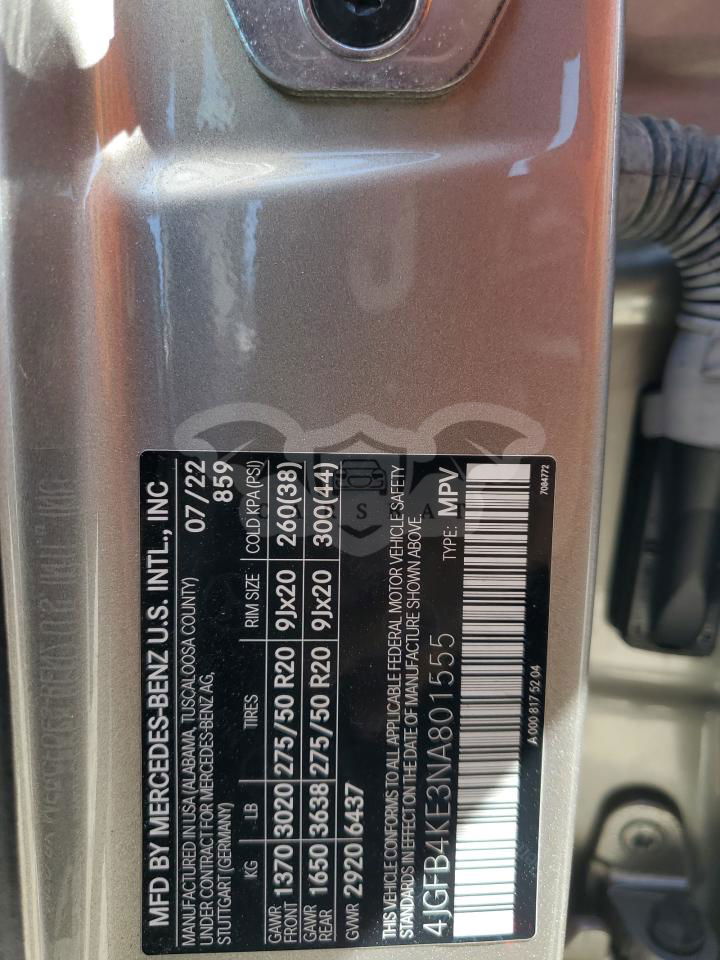 MFD BY MERCEDES-BENZ U.S. INTL., INC
MANUFACTURED IN USA (ALABAMA, TUSCALOOSA COUNTY) 07/22
UNDER CONTRACT FOR MERCEDES-BENZ AG, 859
STUTTGART (GERMANY)
KG LB TIRES RIM SIZE COLD KPA(PSI)
GAWR FRONT 1370 3020 275/50 R20 9Jx20 260(38)
GAWR REAR 1650 3638 275/50 R20 9Jx20 300(44)
GVWR 2920 6437
THIS VEHICLE CONFORMS TO ALL APPLICABLE FEDERAL MOTOR VEHICLE SAFETY
STANDARDS IN EFFECT ON THE DATE OF MANUFACTURE SHOWN ABOVE.
4JGFB4KE3NA801555 TYPE: MPV
A 000 817 52 04 7084772
CARSEAT